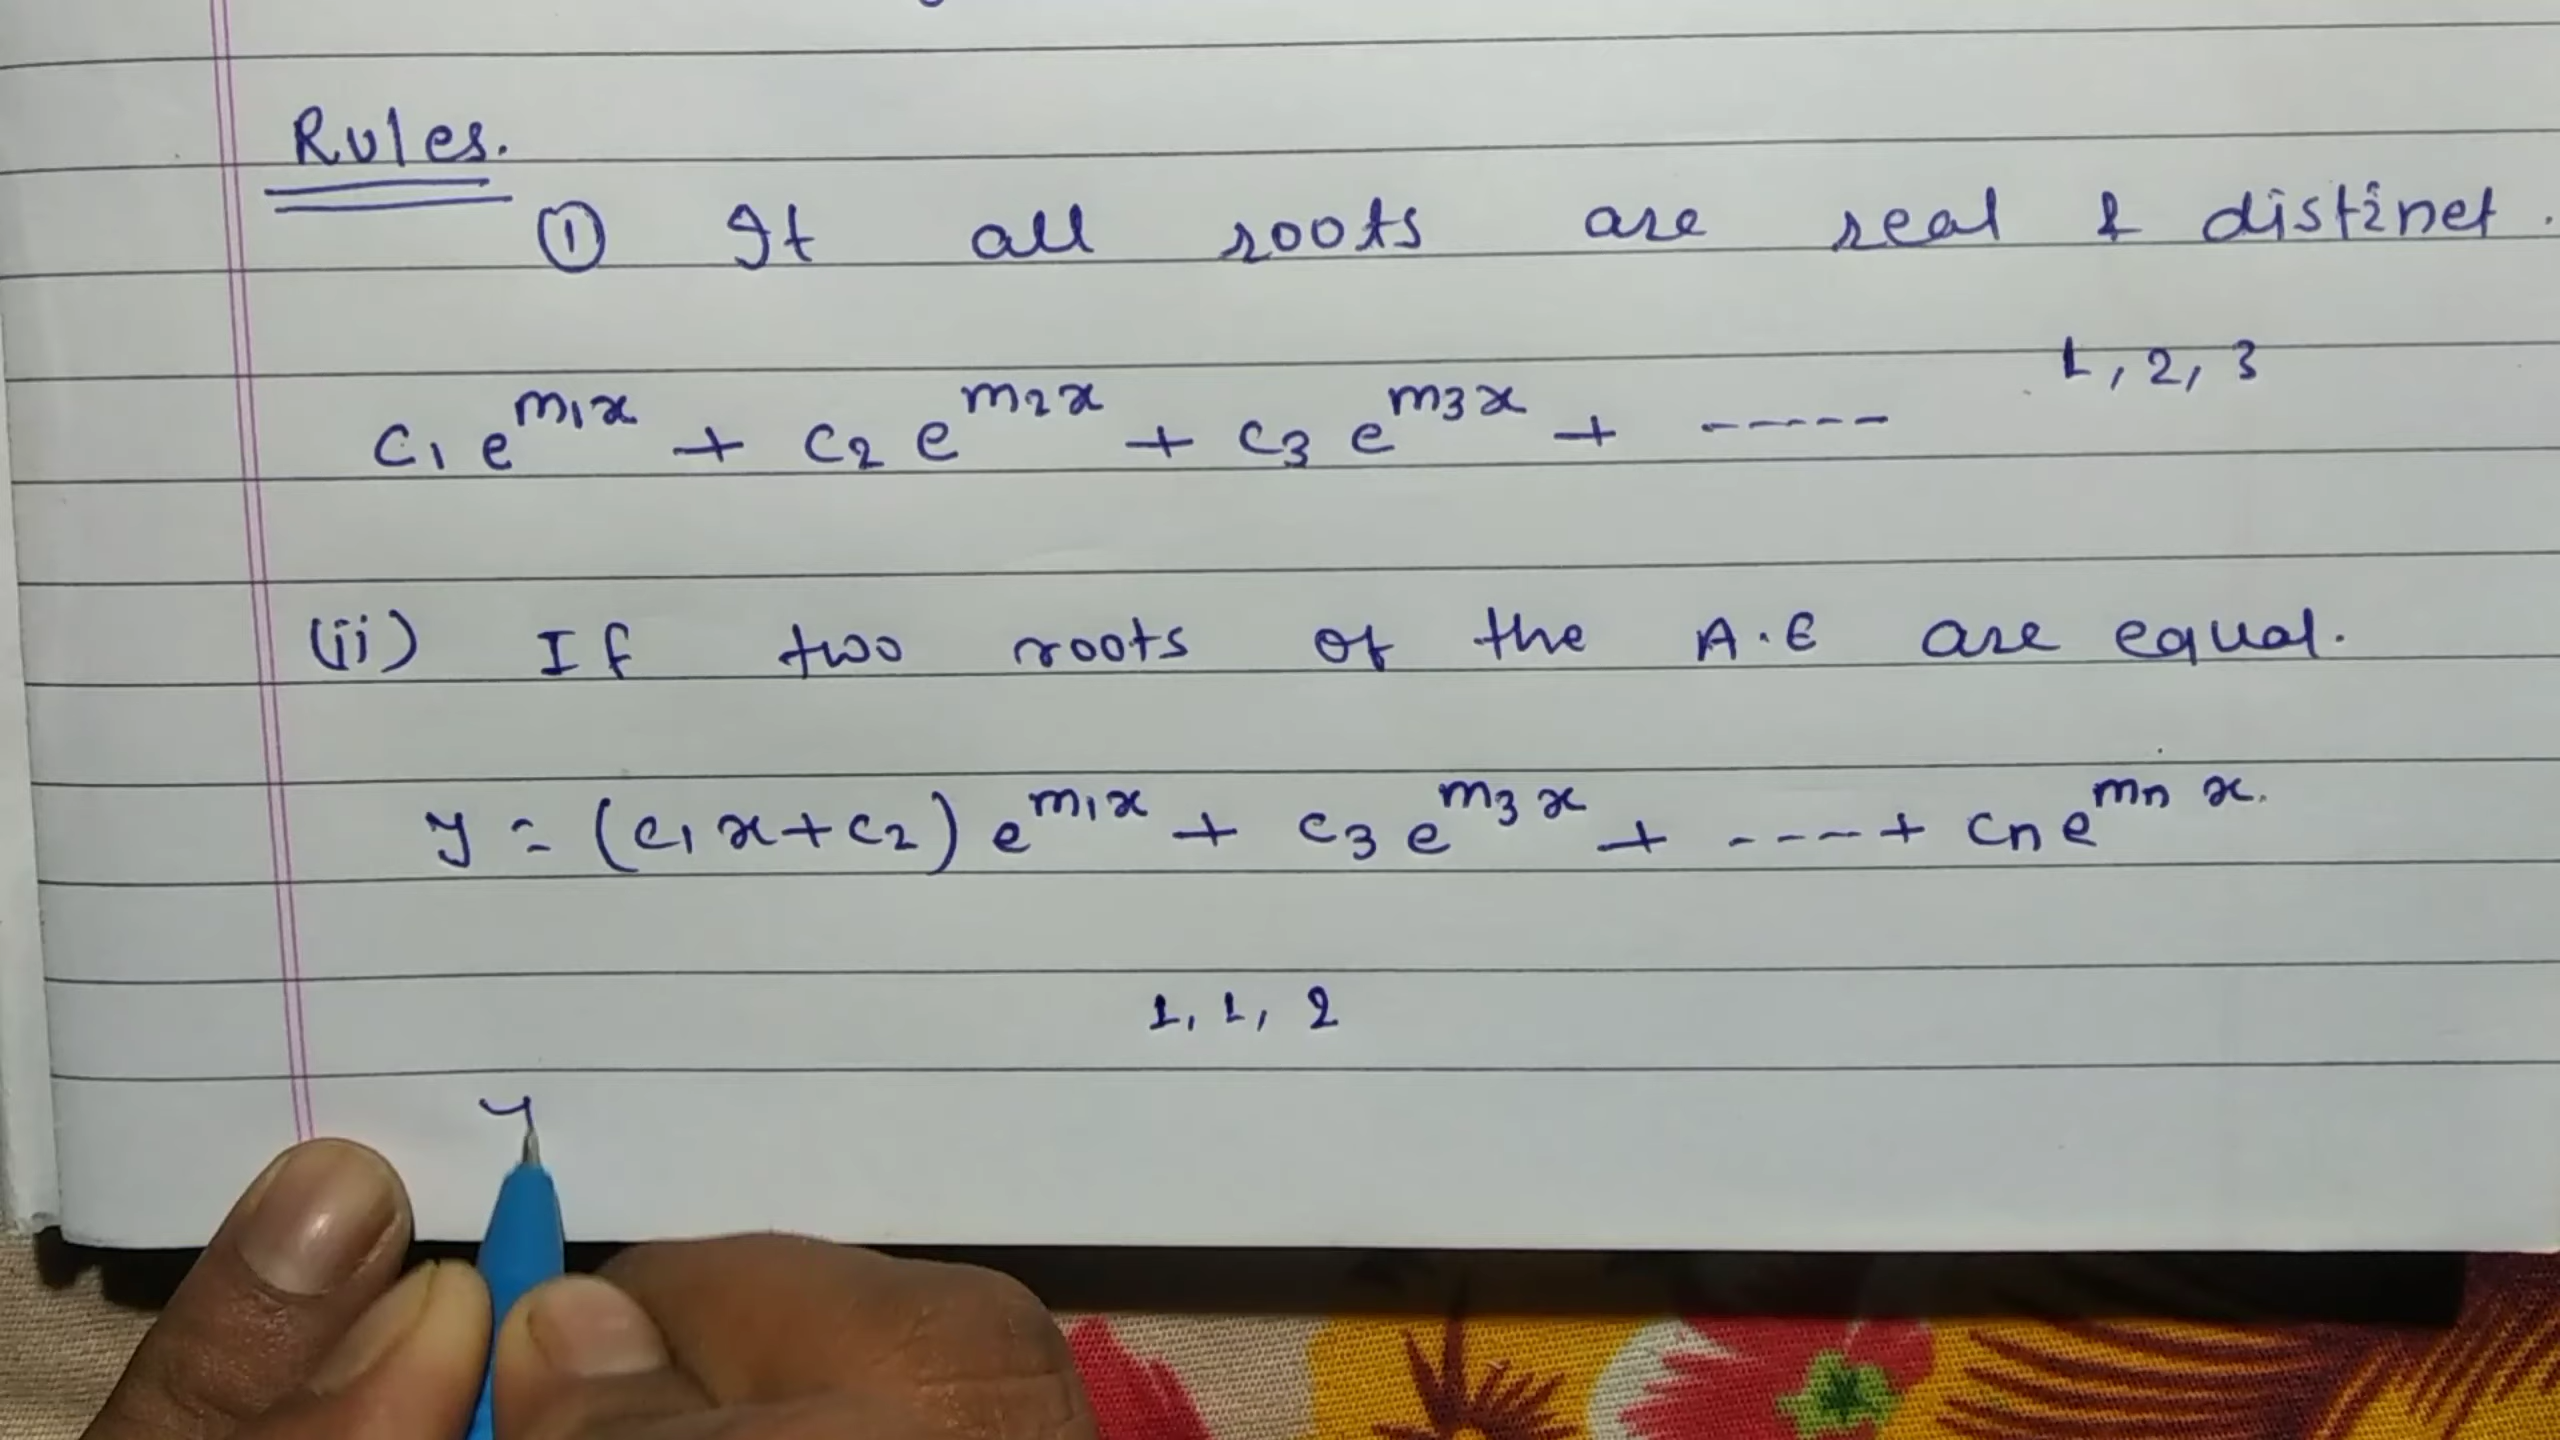 Rules.
① If all roots are real & distinct.
1, 2, 3
c₁ e^{m₁x} + c₂ e^{m₂x} + c₃ e^{m₃x} + -----
(ii) If two roots of the A.E are equal.
y = (c₁x+c₂) e^{m₁x} + c₃ e^{m₃x} + ----+ cₙ e^{mₙ x}.
1, 1, 2
y